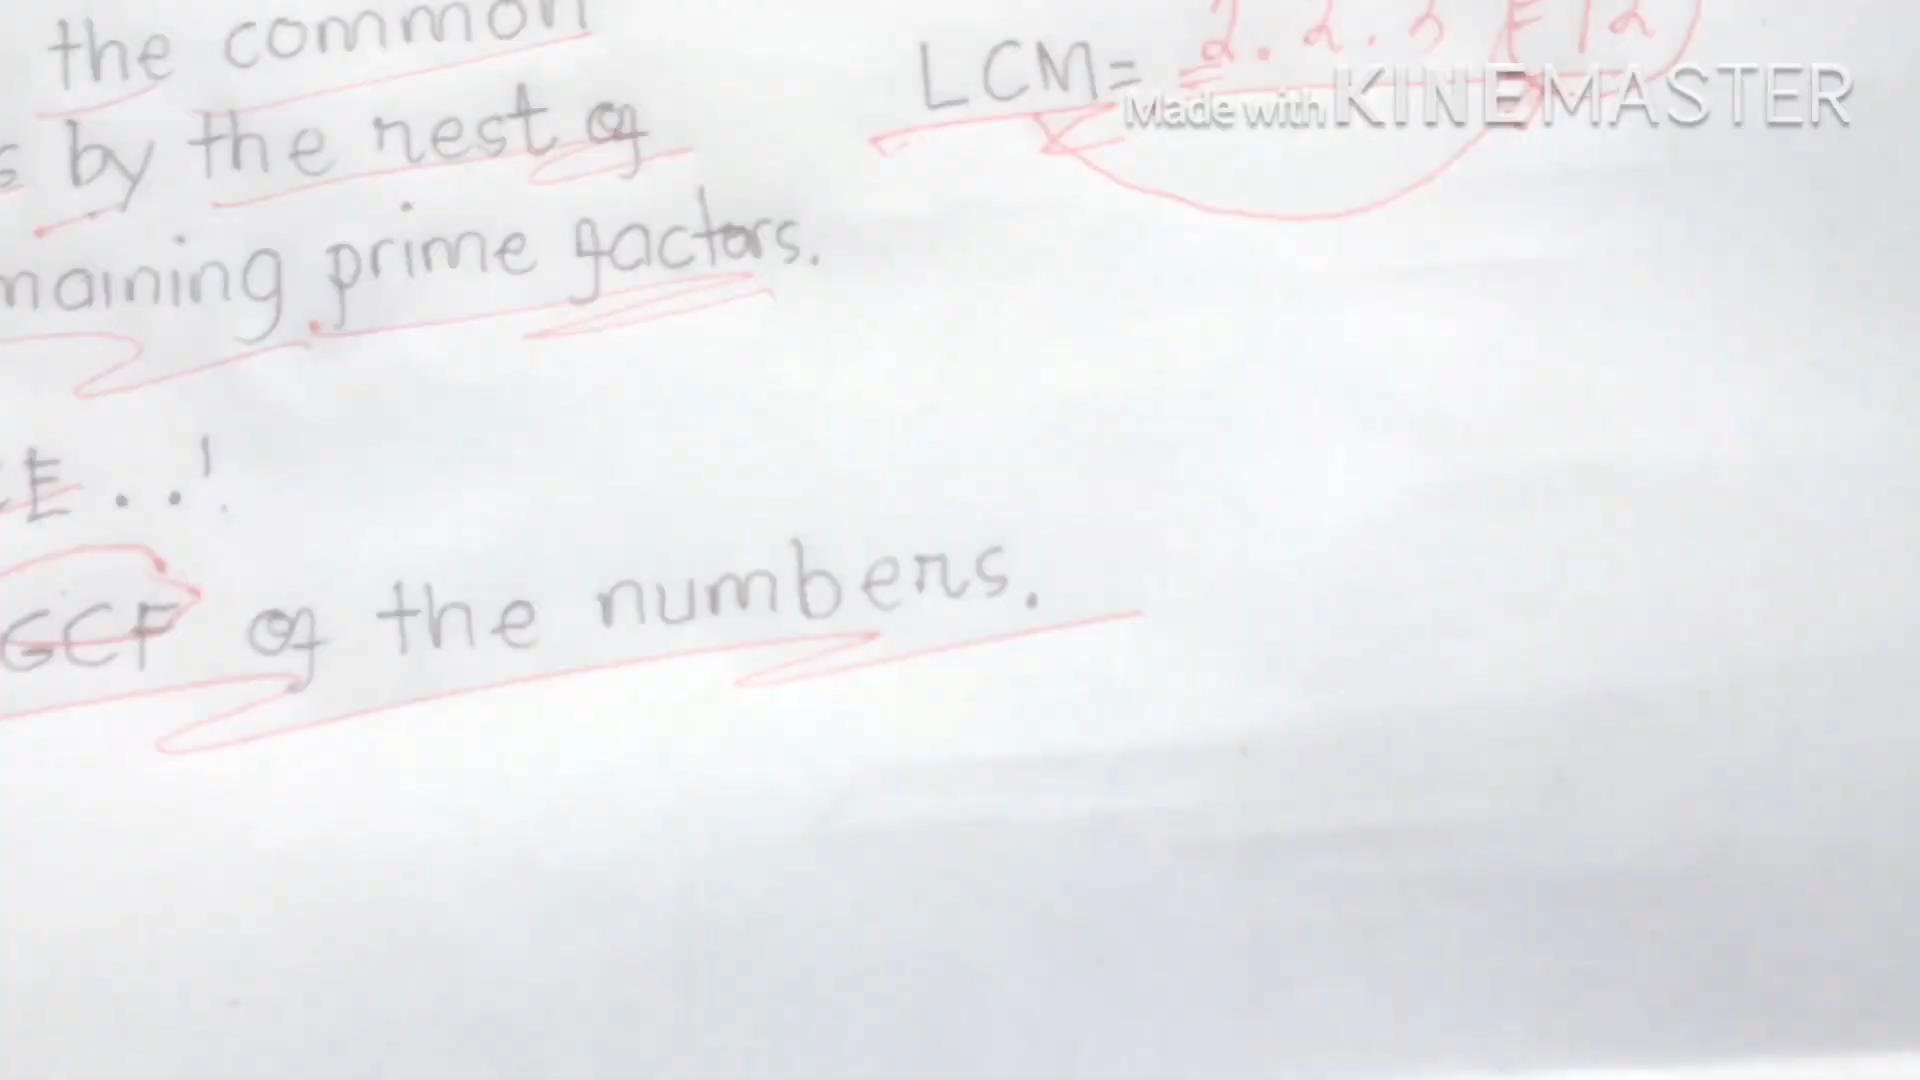 the common
LCM= 2.2.3 (=12)
Made with KINEMASTER
by the rest of
prime factors.
E..!
GCF of the numbers.